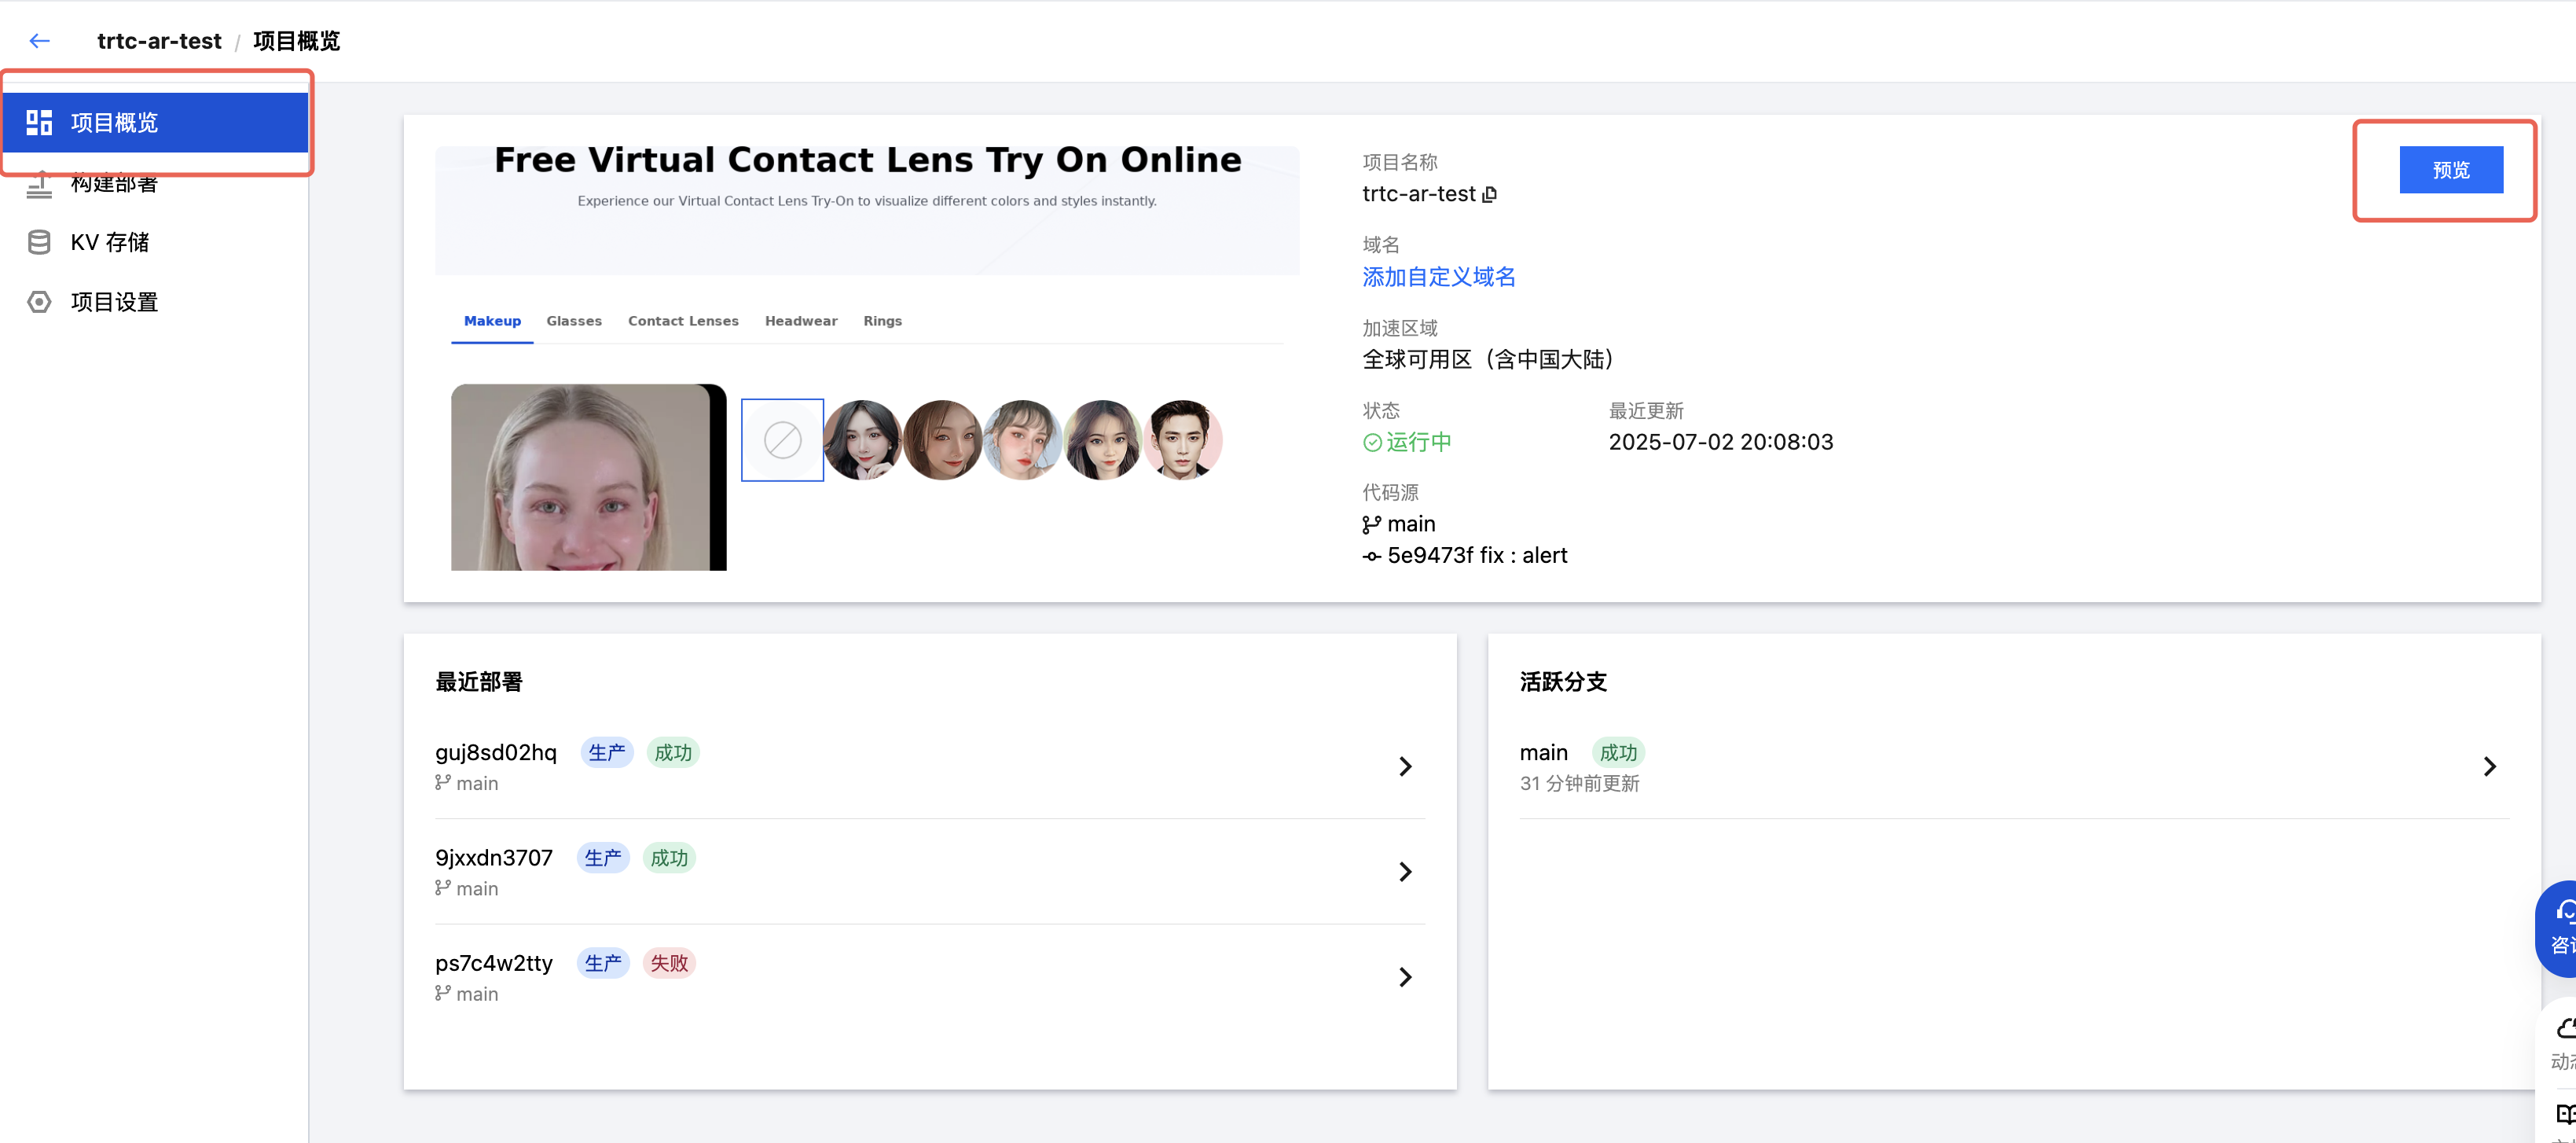 trtc-ar-test / 项目概览
项目概览
构建部署
KV 存储
项目设置
Free Virtual Contact Lens Try On Online
Experience our Virtual Contact Lens Try-On to visualize different colors and styles instantly.
Makeup Glasses Contact Lenses Headwear Rings
项目名称
trtc-ar-test
预览
域名
添加自定义域名
加速区域
全球可用区（含中国大陆）
状态 最近更新
运行中 2025-07-02 20:08:03
代码源
main
5e9473f fix : alert
最近部署
guj8sd02hq 生产 成功
main
9jxxdn3707 生产 成功
main
ps7c4w2tty 生产 失败
main
活跃分支
main 成功
31 分钟前更新
咨
动